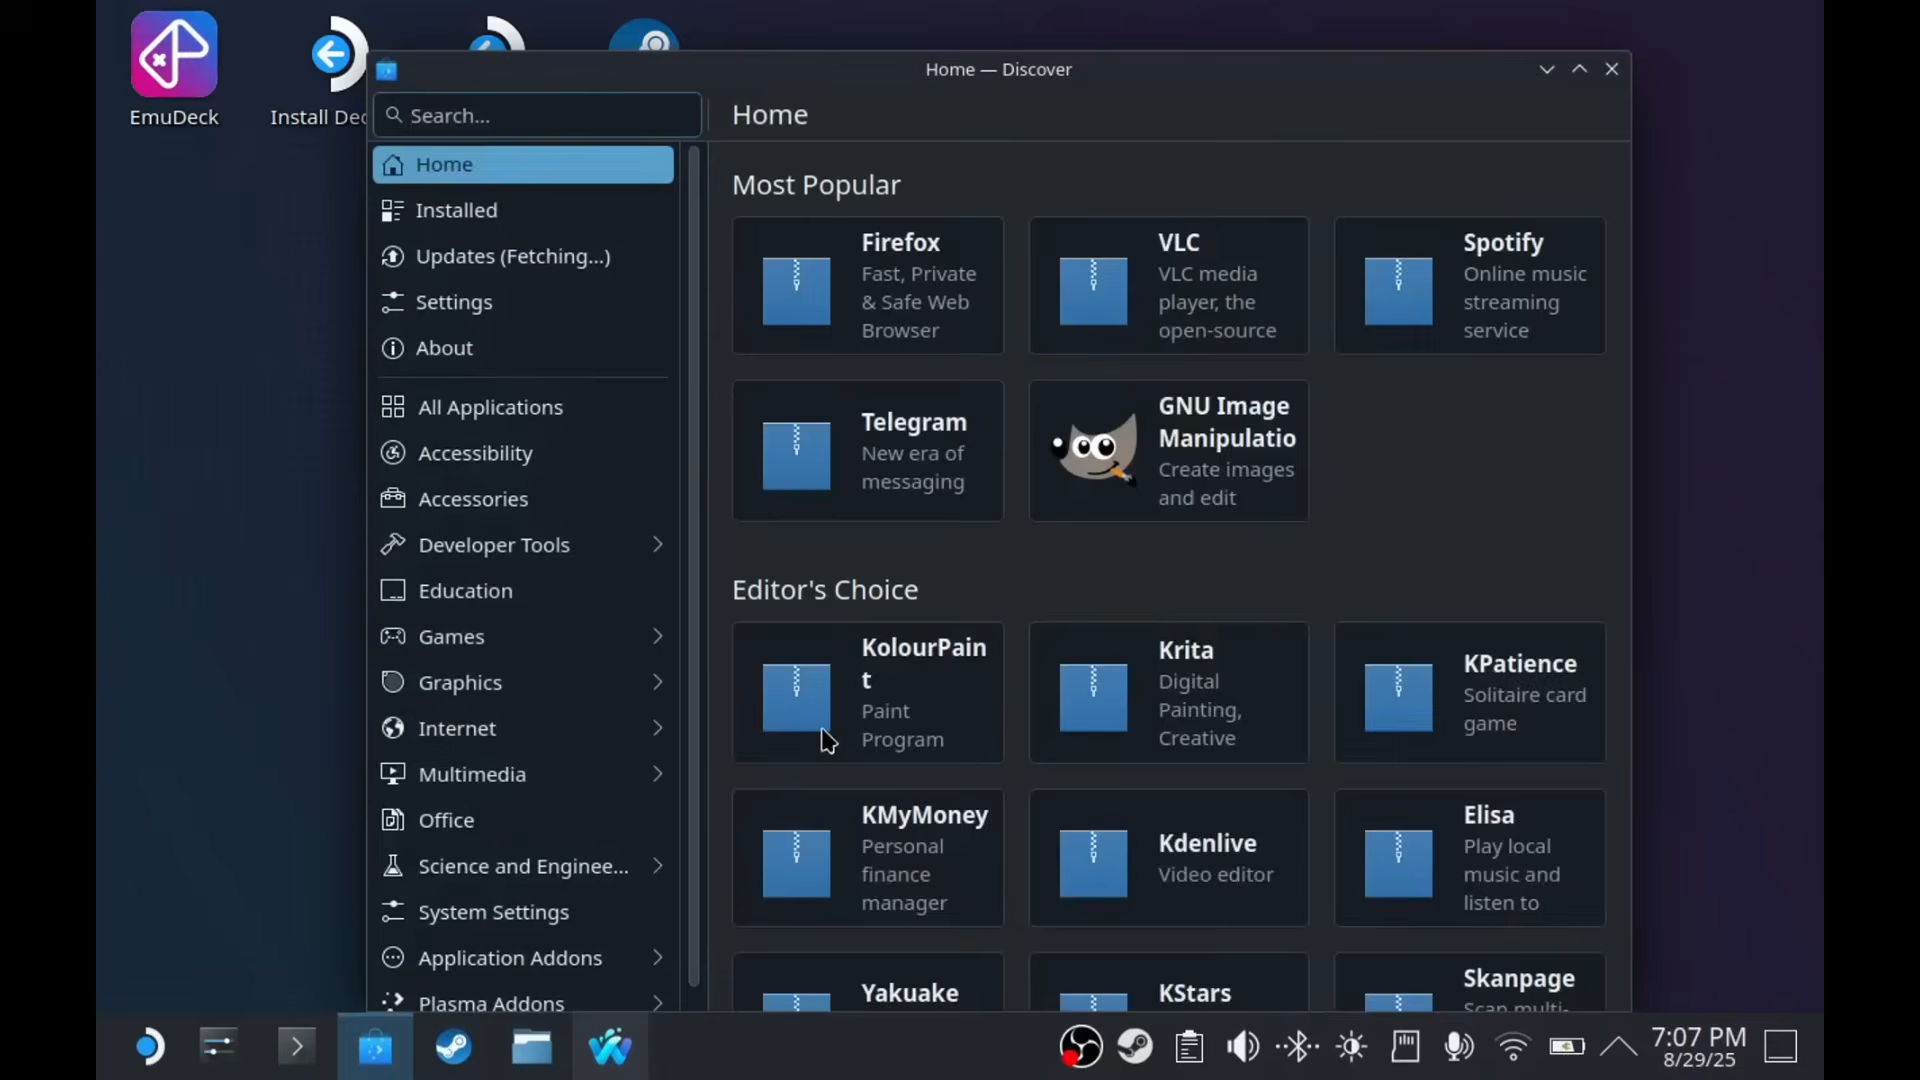 EmuDeck
Install Dec
Home — Discover
Search...
Home
Home
Installed
Updates (Fetching...)
Settings
About
All Applications
Accessibility
Accessories
Developer Tools
Education
Games
Graphics
Internet
Multimedia
Office
Science and Enginee...
System Settings
Application Addons
Plasma Addons
Most Popular
Firefox
Fast, Private
& Safe Web
Browser
VLC
VLC media
player, the
open-source
Spotify
Online music
streaming
service
Telegram
New era of
messaging
GNU Image
Manipulatio
Create images
and edit
Editor's Choice
KolourPain
t
Paint
Program
Krita
Digital
Painting,
Creative
KPatience
Solitaire card
game
KMyMoney
Personal
finance
manager
Kdenlive
Video editor
Elisa
Play local
music and
listen to
Yakuake
KStars
Skanpage
Scan multi-
7:07 PM
8/29/25